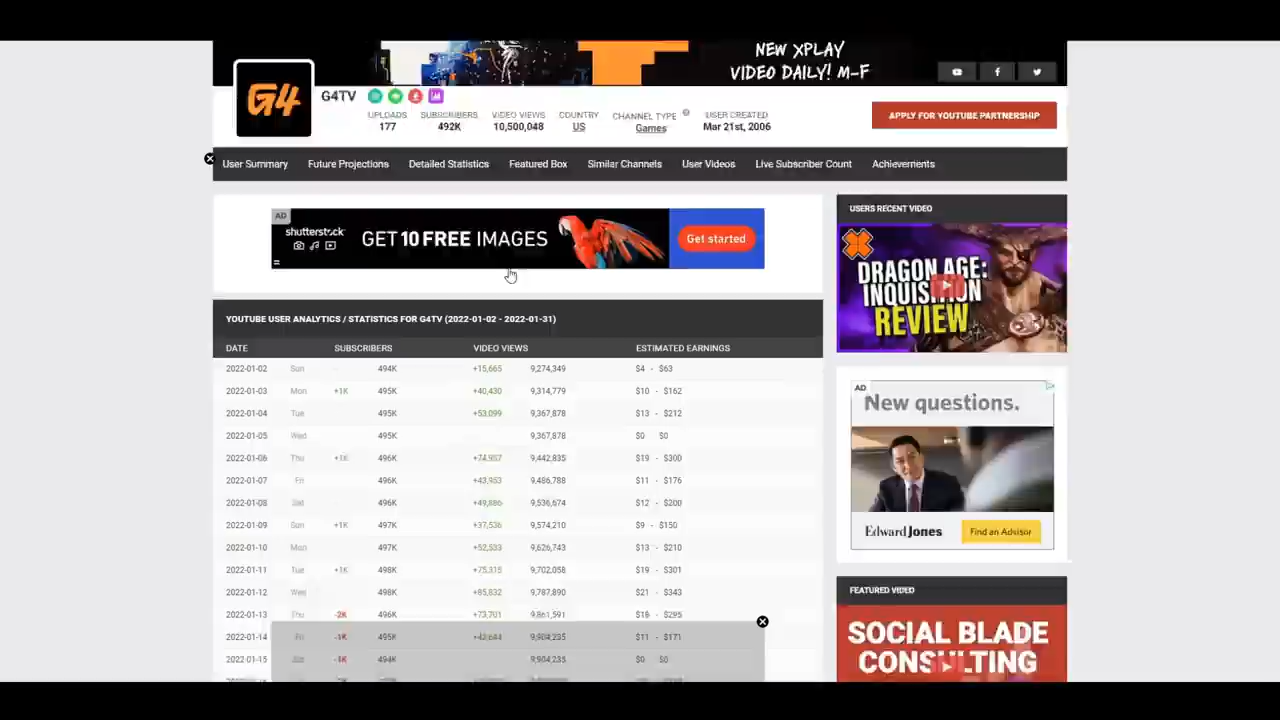 NEW XPLAY
VIDEO DAILY! M-F
G4
G4TV
UPLOADS
177
SUBSCRIBERS
492K
VIDEO VIEWS
10,500,048
COUNTRY
US
CHANNEL TYPE
Games
USER CREATED
Mar 21st, 2006
APPLY FOR YOUTUBE PARTNERSHIP
User Summary Future Projections Detailed Statistics Featured Box Similar Channels User Videos Live Subscriber Count Achievements
AD
shutterstock
GET 10 FREE IMAGES
Get started
YOUTUBE USER ANALYTICS / STATISTICS FOR G4TV (2022-01-02 - 2022-01-31)
DATE SUBSCRIBERS VIDEO VIEWS ESTIMATED EARNINGS
2022-01-02 Sun - 494K +15,665 9,274,349 $4 - $63
2022-01-03 Mon +1K 495K +40,430 9,314,779 $10 - $162
2022-01-04 Tue 495K +53,099 9,367,878 $13 - $212
2022-01-05 Wed 495K 9,367,878 $0 $0
2022-01-06 Thu +1K 496K +74,957 9,442,835 $19 - $300
2022-01-07 Fri 496K +43,953 9,486,788 $11 - $176
2022-01-08 Sat 496K +49,886 9,536,674 $12 - $200
2022-01-09 Sun +1K 497K +37,536 9,574,210 $9 - $150
2022-01-10 Mon 497K +52,533 9,626,743 $13 - $210
2022-01-11 Tue +1K 498K +75,315 9,702,058 $19 - $301
2022-01-12 Wed 498K +85,832 9,787,890 $21 - $343
2022-01-13 Thu -2K 496K +73,701 9,861,591 $18 - $295
2022-01-14 Fri -1K 495K +42,644 9,904,235 $11 - $171
2022-01-15 Sat -1K 494K 9,904,235 $0 $0
USERS RECENT VIDEO
DRAGON AGE:
INQUISITION
REVIEW
AD
New questions.
Edward Jones
Find an Advisor
FEATURED VIDEO
SOCIAL BLADE
CONSULTING